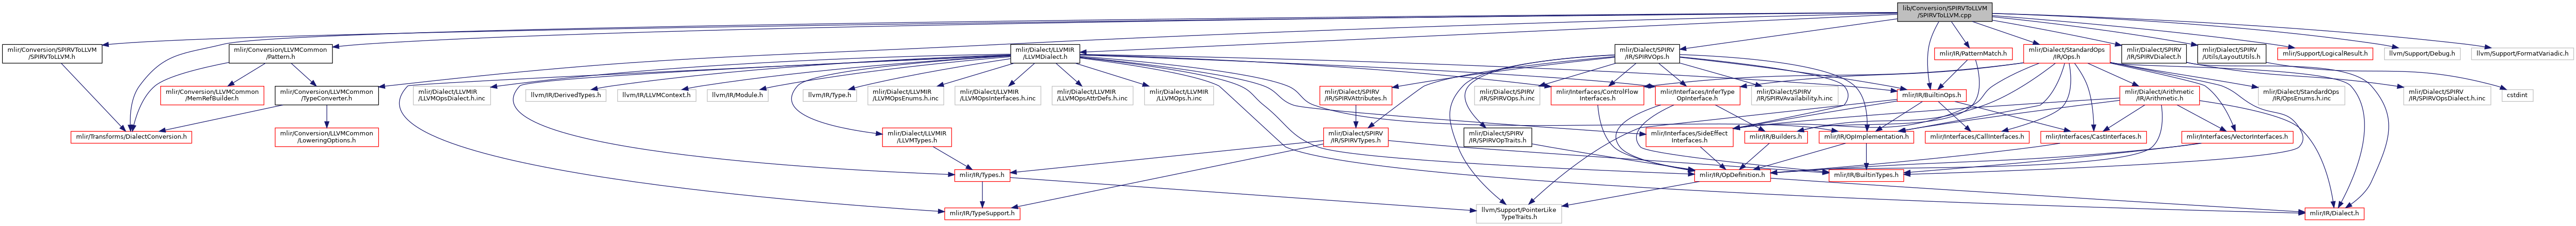 lib/Conversion/SPIRVToLLVM
/SPIRVToLLVM.cpp
mlir/Conversion/SPIRVToLLVM
/SPIRVToLLVM.h
mlir/Conversion/LLVMCommon
/Pattern.h
mlir/Dialect/LLVMIR
/LLVMDialect.h
mlir/Dialect/SPIRV
/IR/SPIRVOps.h
mlir/IR/PatternMatch.h
mlir/Dialect/StandardOps
/IR/Ops.h
mlir/Dialect/SPIRV
/IR/SPIRVDialect.h
mlir/Dialect/SPIRV
/Utils/LayoutUtils.h
mlir/Support/LogicalResult.h
llvm/Support/Debug.h
llvm/Support/FormatVariadic.h
mlir/Conversion/LLVMCommon
/MemRefBuilder.h
mlir/Conversion/LLVMCommon
/TypeConverter.h
mlir/Dialect/LLVMIR
/LLVMOpsDialect.h.inc
llvm/IR/DerivedTypes.h
llvm/IR/LLVMContext.h
llvm/IR/Module.h
llvm/IR/Type.h
mlir/Dialect/LLVMIR
/LLVMOpsEnums.h.inc
mlir/Dialect/LLVMIR
/LLVMOpsInterfaces.h.inc
mlir/Dialect/LLVMIR
/LLVMOpsAttrDefs.h.inc
mlir/Dialect/LLVMIR
/LLVMOps.h.inc
mlir/Dialect/SPIRV
/IR/SPIRVAttributes.h
mlir/Dialect/SPIRV
/IR/SPIRVOps.h.inc
mlir/Interfaces/ControlFlow
Interfaces.h
mlir/Interfaces/InferType
OpInterface.h
mlir/Dialect/SPIRV
/IR/SPIRVAvailability.h.inc
mlir/IR/BuiltinOps.h
mlir/Dialect/Arithmetic
/IR/Arithmetic.h
mlir/Dialect/StandardOps
/IR/OpsEnums.h.inc
mlir/Dialect/SPIRV
/IR/SPIRVOpsDialect.h.inc
cstdint
mlir/Transforms/DialectConversion.h
mlir/Conversion/LLVMCommon
/LoweringOptions.h
mlir/Dialect/LLVMIR
/LLVMTypes.h
mlir/Dialect/SPIRV
/IR/SPIRVTypes.h
mlir/Dialect/SPIRV
/IR/SPIRVOpTraits.h
mlir/Interfaces/SideEffect
Interfaces.h
mlir/IR/Builders.h
mlir/IR/OpImplementation.h
mlir/Interfaces/CallInterfaces.h
mlir/Interfaces/CastInterfaces.h
mlir/Interfaces/VectorInterfaces.h
mlir/IR/Types.h
mlir/IR/OpDefinition.h
mlir/IR/BuiltinTypes.h
mlir/IR/TypeSupport.h
llvm/Support/PointerLike
TypeTraits.h
mlir/IR/Dialect.h